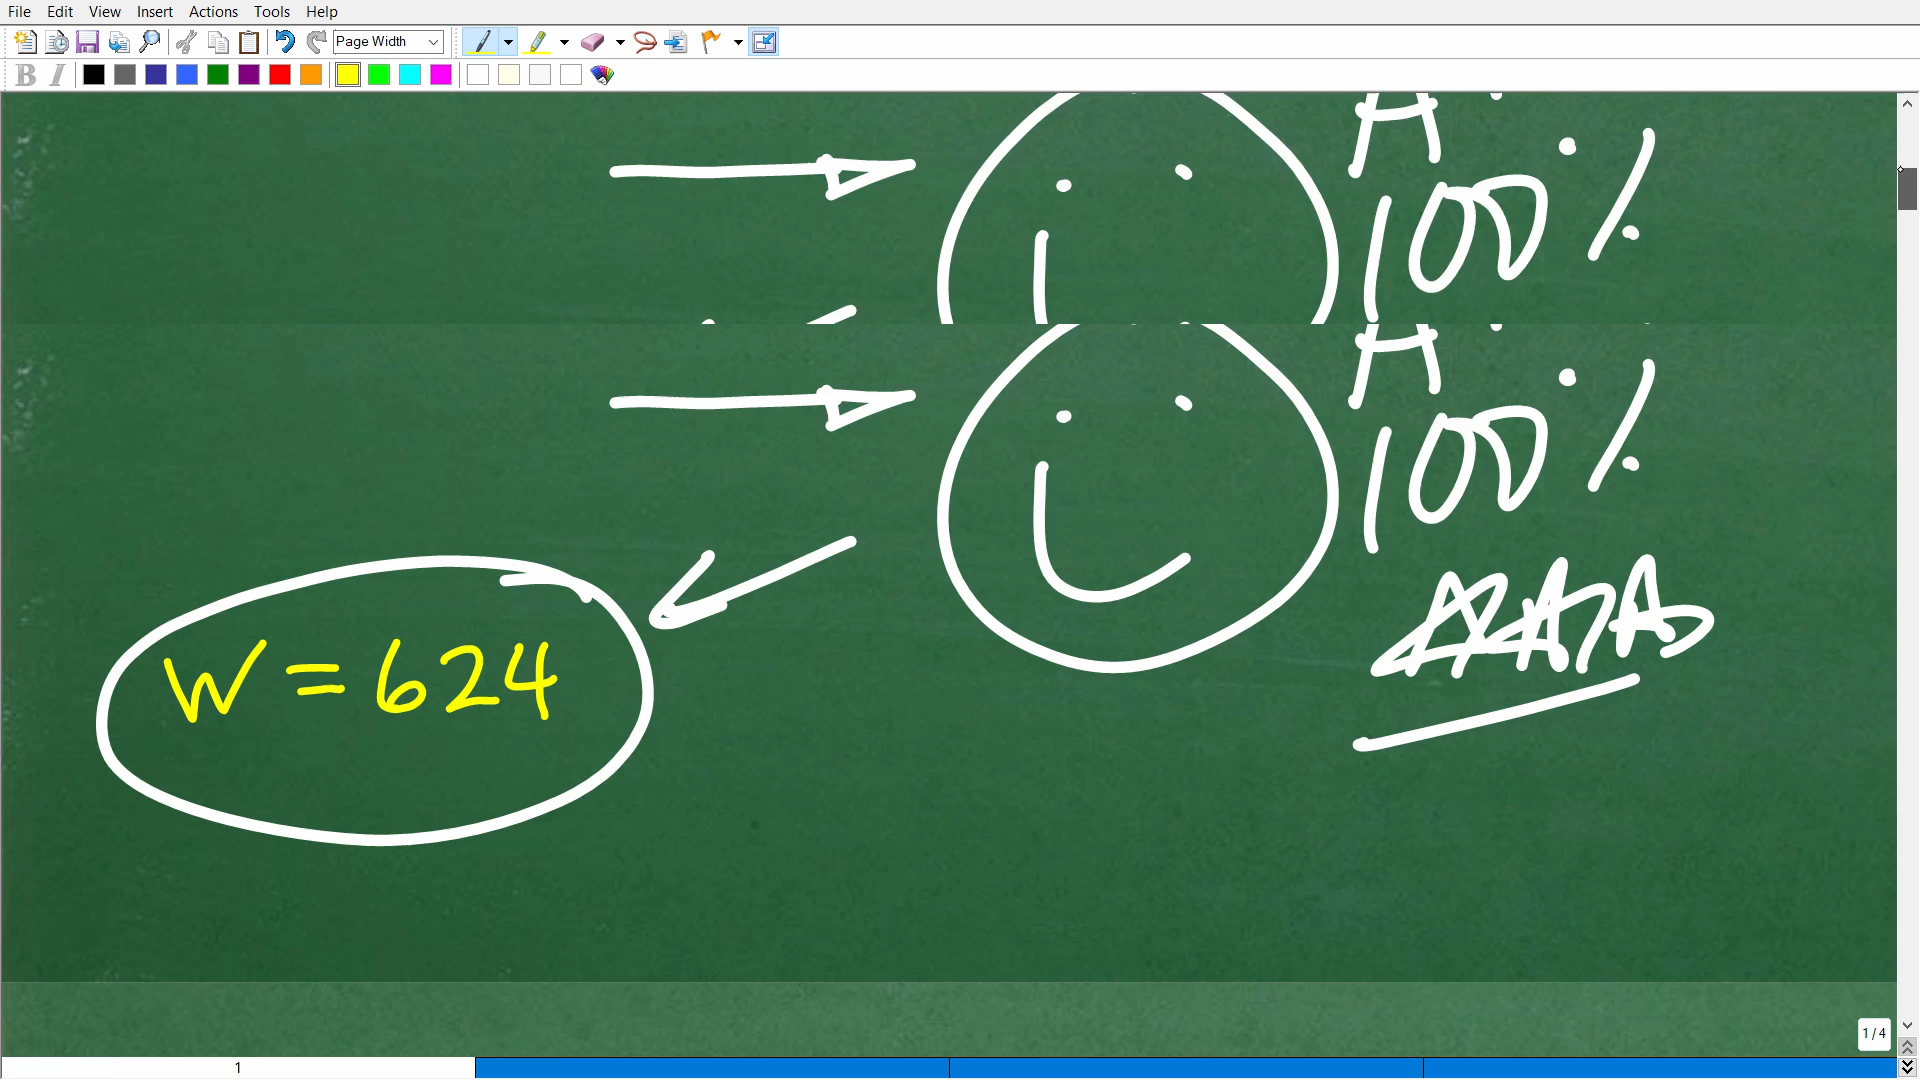 File Edit View Insert Actions Tools Help
Page Width
B I
A
100%
A
100%
W = 624
1 / 4
1